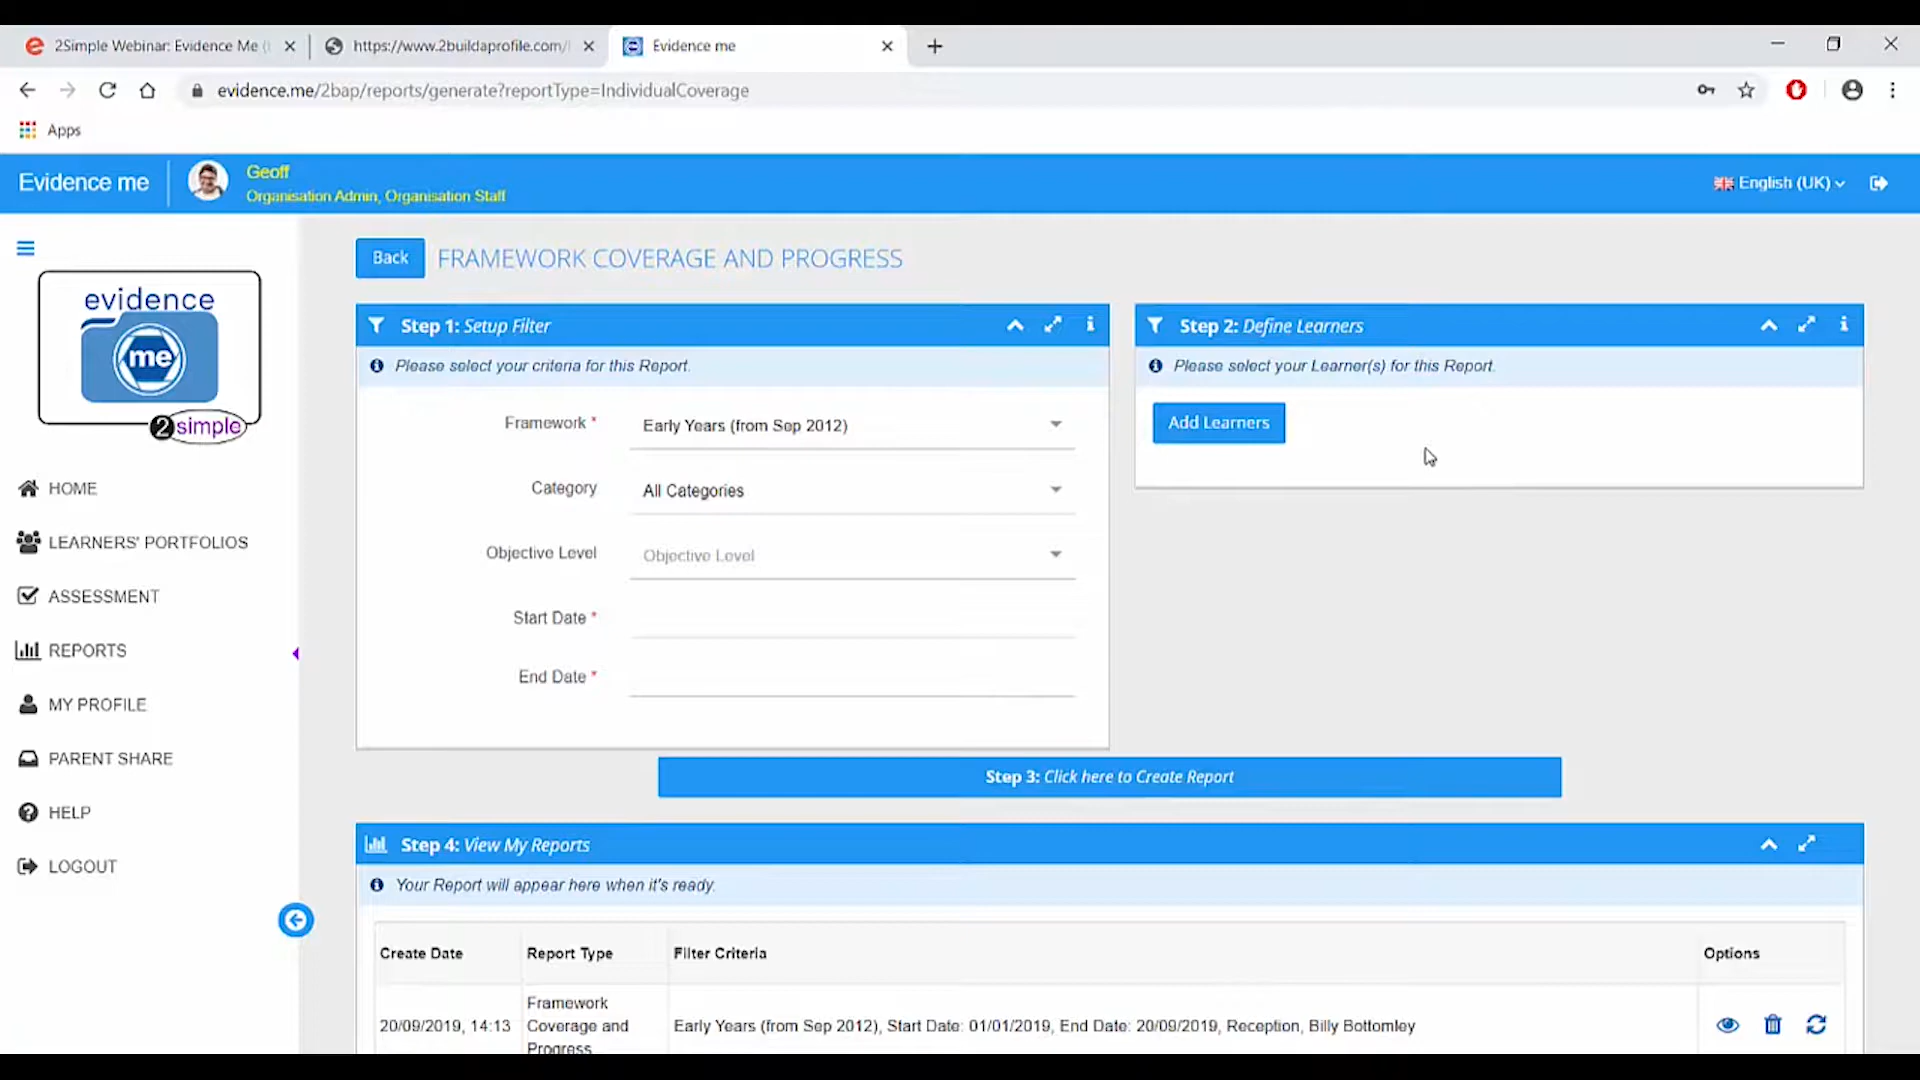 2Simple Webinar: Evidence Me (
https://www.2buildaprofile.com/
Evidence me
evidence.me/2bap/reports/generate?reportType=IndividualCoverage
Apps
Evidence me
Geoff
Organisation Admin, Organisation Staff
English (UK)
evidence
me
2simple
HOME
LEARNERS' PORTFOLIOS
ASSESSMENT
REPORTS
MY PROFILE
PARENT SHARE
HELP
LOGOUT
Back
FRAMEWORK COVERAGE AND PROGRESS
Step 1: Setup Filter
Please select your criteria for this Report.
Framework *
Early Years (from Sep 2012)
Category
All Categories
Objective Level
Objective Level
Start Date *
End Date *
Step 2: Define Learners
Please select your Learner(s) for this Report.
Add Learners
Step 3: Click here to Create Report
Step 4: View My Reports
Your Report will appear here when it's ready.
Create Date
Report Type
Filter Criteria
Options
20/09/2019, 14:13
Framework
Coverage and
Progress
Early Years (from Sep 2012), Start Date: 01/01/2019, End Date: 20/09/2019, Reception, Billy Bottomley